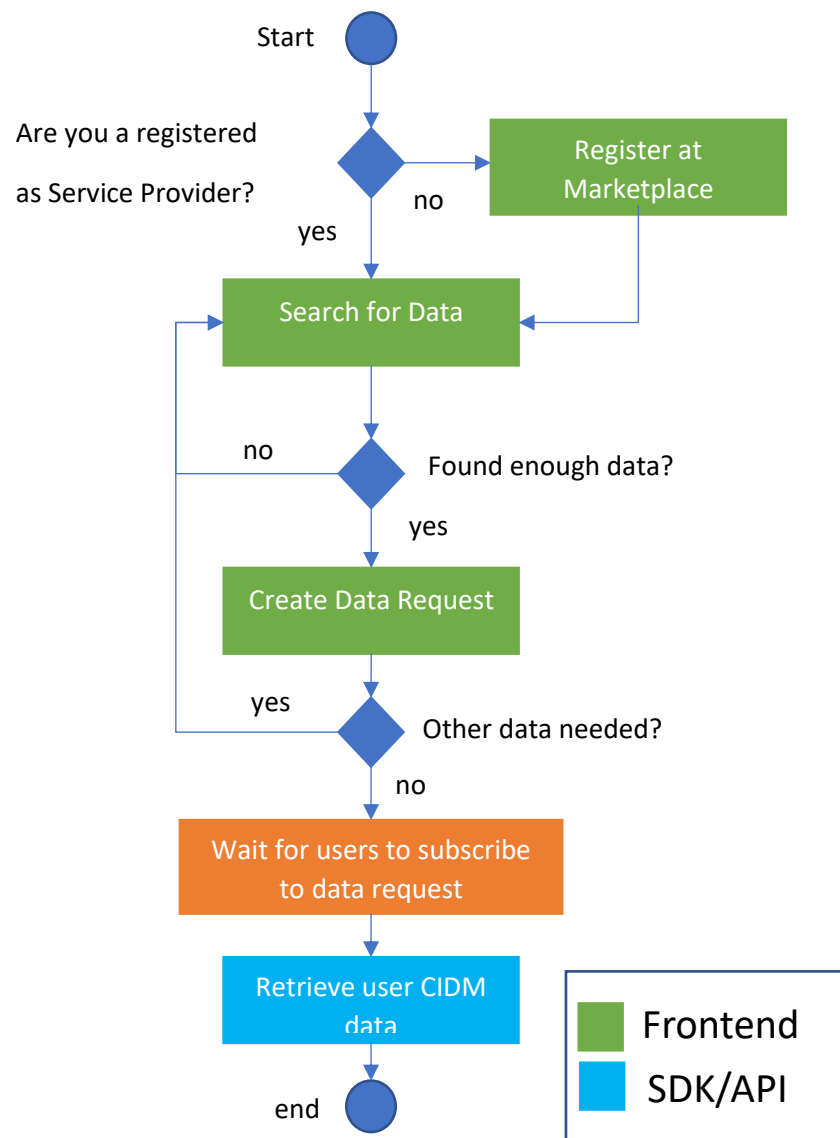 Start
Are you a registered
as Service Provider?
Register at
Marketplace
no
yes
Search for Data
no
Found enough data?
yes
Create Data Request
yes
Other data needed?
no
Wait for users to subscribe
to data request
Retrieve user CIDM
data
Frontend
SDK/API
end